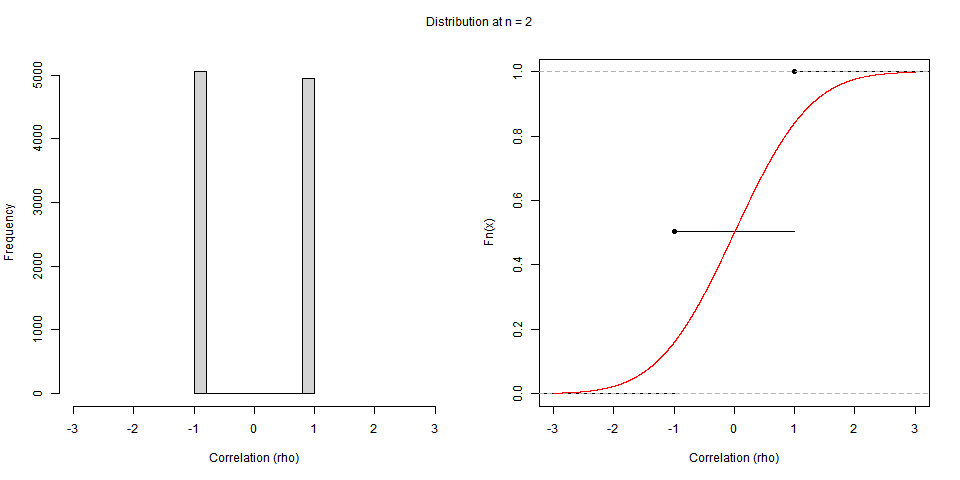 Distribution at n = 2
Frequency
0
1000
2000
3000
4000
5000
-3 -2 -1 0 1 2 3
Correlation (rho)
Fn(x)
0.0
0.2
0.4
0.6
0.8
1.0
-3 -2 -1 0 1 2 3
Correlation (rho)